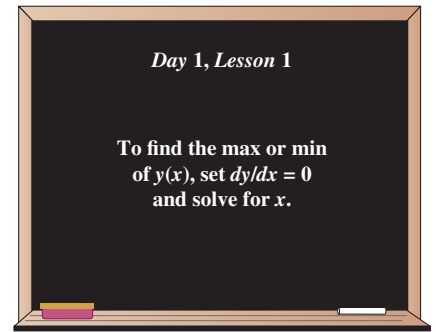 Day 1, Lesson 1
To find the max or min
of y(x), set dy/dx = 0
and solve for x.